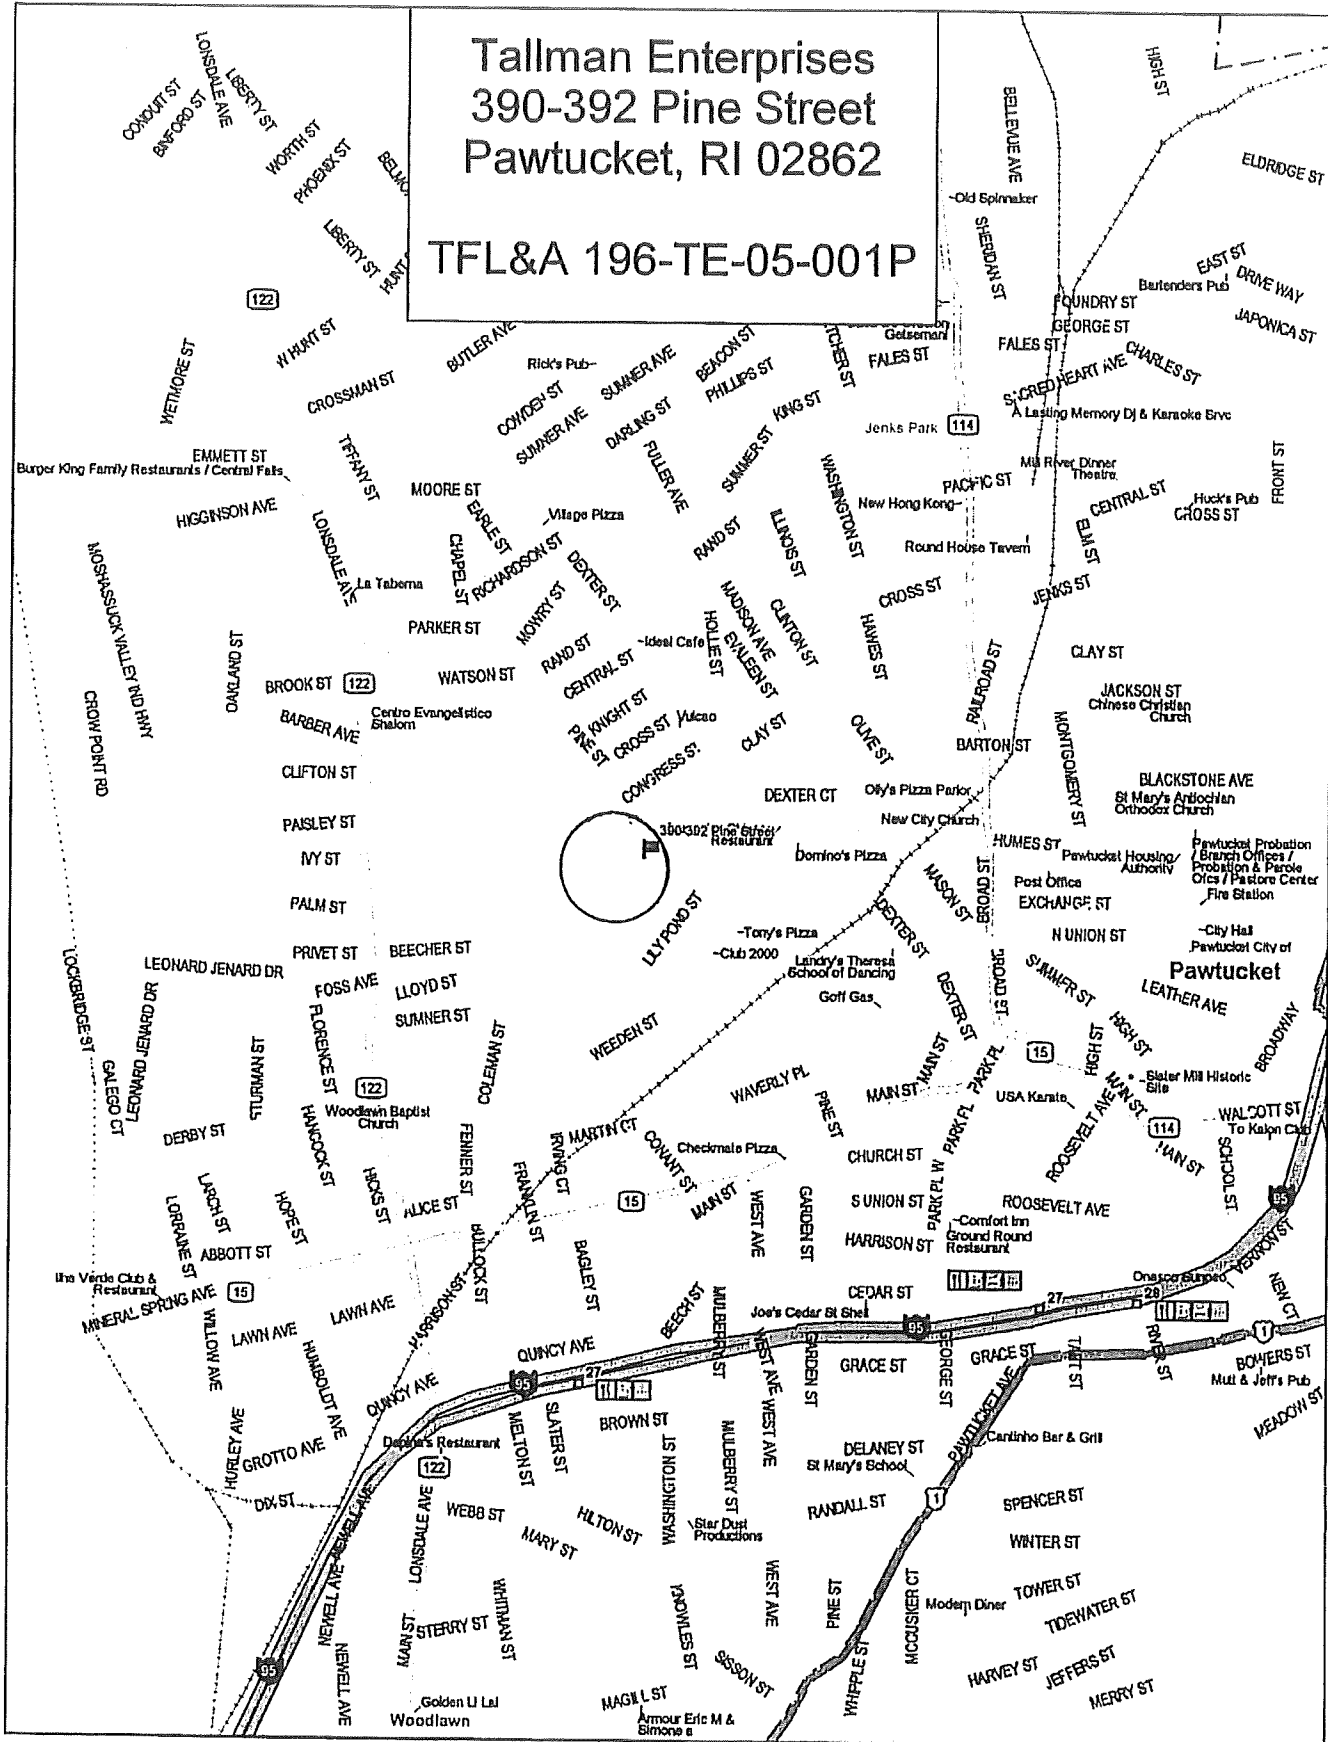 Tallman Enterprises
390-392 Pine Street
Pawtucket, RI 02862
TFL&A 196-TE-05-001P
CONDUIT ST
BINFORD ST
LONSDALE AVE
LIBERTY ST
WORTH ST
PHOENIX ST
LIBERTY ST
BELLEVUE AVE
HIGH ST
ELDRIDGE ST
Old Spinnaker
SHERIDAN ST
EAST ST
DRIVE WAY
Bartenders Pub
JAPONICA ST
122
FOUNDRY ST
GEORGE ST
FALES ST
CHARLES ST
W HUNT ST
WETMORE ST
BUTLER AVE
Rick's Pub
SUMNER AVE
BEACON ST
PHILLIPS ST
FALES ST
CROSSMAN ST
COWDEN ST
SUMNER AVE
DARLING ST
KING ST
SACRED HEART AVE
A Lasting Memory Dj & Karaoke Srvc
Jenks Park
114
EMMETT ST
Burger King Family Restaurants / Central Falls
TIFFANY ST
FULLER AVE
SUMMER ST
WASHINGTON ST
Mill River Dinner
Theatre
PACIFIC ST
FRONT ST
HIGGINSON AVE
MOORE ST
EARLE ST
Village Pizza
New Hong Kong
CENTRAL ST
Huck's Pub
CROSS ST
LONSDALE AVE
CHAPEL ST
RICHARDSON ST
DEXTER ST
RAND ST
ILLINOIS ST
Round House Tavern
ELM ST
MOSHASSUCK VALLEY IND HWY
La Taberna
MOWRY ST
MADISON AVE
CLINTON ST
CROSS ST
JENKS ST
PARKER ST
RAND ST
Ideal Cafe
HOLLIE ST
EVALEEN ST
HAWES ST
CLAY ST
OAKLAND ST
BROOK ST
122
WATSON ST
CENTRAL ST
RAILROAD ST
JACKSON ST
Chinese Christian
Church
CROW POINT RD
BARBER AVE
Centro Evangelistico
Shalom
KNIGHT ST
PINE ST
CROSS ST
Vulcao
CLAY ST
OLIVE ST
BARTON ST
MONTGOMERY ST
CLIFTON ST
CONGRESS ST
DEXTER CT
Olly's Pizza Parlor
BLACKSTONE AVE
St Mary's Antiochian
Orthodox Church
PAISLEY ST
390-392 Pine Street
Restaurant
New City Church
HUMES ST
Pawtucket Housing
Authority
Pawtucket Probation
/ Branch Offices /
Probation & Parole
Ofcs / Pastore Center
IVY ST
Domino's Pizza
MASON ST
BROAD ST
Post Office
EXCHANGE ST
Fire Station
PALM ST
LILY POND ST
Tony's Pizza
DEXTER ST
N UNION ST
City Hall
Pawtucket City of
Pawtucket
PRIVET ST
BEECHER ST
Club 2000
Landry's Theresa
School of Dancing
BROAD ST
SUMMER ST
LEATHER AVE
LOCKBRIDGE ST
LEONARD JENARD DR
FOSS AVE
LLOYD ST
Goff Gas
DEXTER ST
HIGH ST
BROADWAY
LEONARD JENARD DR
FLORENCE ST
SUMNER ST
COLEMAN ST
WEEDEN ST
MAIN ST
PARK PL
15
HIGH ST
GALEGO CT
STURMAN ST
122
WAVERLY PL
MAIN ST
USA Karate
Slater Mill Historic
Site
MAIN ST
WALCOTT ST
To Kalon Club
DERBY ST
HANCOCK ST
Woodlawn Baptist
Church
FENNER ST
IRVING CT
MARTIN CT
CONANT ST
Checkmate Pizza
PINE ST
CHURCH ST
PARK PL
ROOSEVELT AVE
114
MAIN ST
SCHOOL ST
LARCH ST
LORRAINE ST
HOPE ST
HICKS ST
ALICE ST
FRANKLIN ST
15
MAIN ST
WEST AVE
GARDEN ST
S UNION ST
PARK PL W
ROOSEVELT AVE
95
ABBOTT ST
BULLOCK ST
BAGLEY ST
HARRISON ST
Comfort Inn
Ground Round
Restaurant
VERNON ST
Ilha Verde Club &
Restaurant
MINERAL SPRING AVE
15
WILLOW AVE
LAWN AVE
LAWN AVE
HARRISON ST
BEECH ST
MULBERRY ST
CEDAR ST
Joe's Cedar St Shell
95
27
28
NEW CT
HUMBOLDT AVE
QUINCY AVE
WEST AVE
GARDEN ST
GRACE ST
GEORGE ST
GRACE ST
TAFT ST
RIVER ST
1
BOWERS ST
Mutt & Jeff's Pub
QUINCY AVE
95
27
BROWN ST
WEST AVE
PAWTUCKET AVE
MEADOW ST
HURLEY AVE
GROTTO AVE
MELTON ST
SLATER ST
WASHINGTON ST
MULBERRY ST
DELANEY ST
St Mary's School
Cantinho Bar & Grill
122
DIX ST
NEWELL AVE
LONSDALE AVE
WEBB ST
HILTON ST
MARY ST
Star Dust
Productions
RANDALL ST
1
SPENCER ST
WINTER ST
NEWELL AVE
MAIN ST
STERRY ST
WHITMAN ST
KNOWLES ST
WEST AVE
PINE ST
MCCUSKER CT
Modern Diner
TOWER ST
TIDEWATER ST
95
NEWELL AVE
SISSON ST
WHIPPLE ST
HARVEY ST
JEFFERS ST
MERRY ST
Woodlawn
MAGILL ST
Armour Eric M &